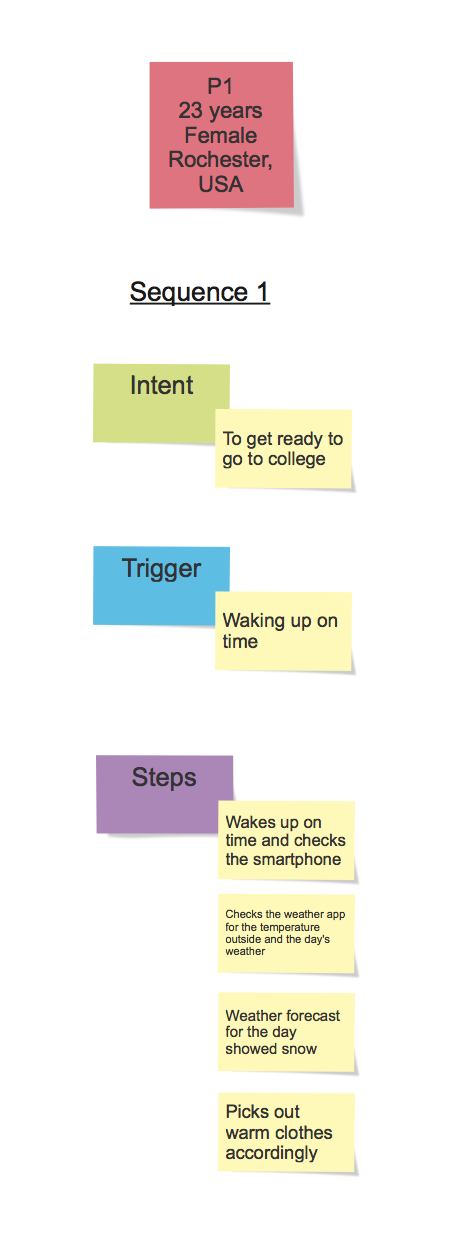 P1
23 years
Female
Rochester,
USA
Sequence 1
Intent
To get ready to
go to college
Trigger
Waking up on
time
Steps
Wakes up on
time and checks
the smartphone
Checks the weather app
for the temperature
outside and the day's
weather
Weather forecast
for the day
showed snow
Picks out
warm clothes
accordingly